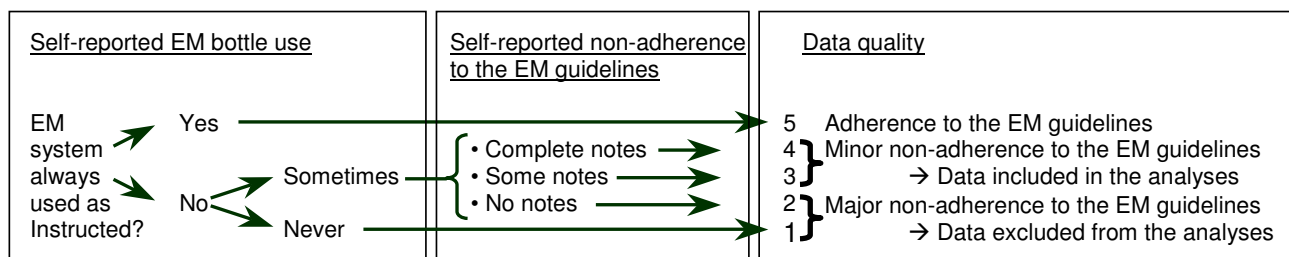 Self-reported EM bottle use
EM
system
always
used as
Instructed?
Yes
No
Sometimes
Never
Self-reported non-adherence
to the EM guidelines
• Complete notes
• Some notes
• No notes
Data quality
5 Adherence to the EM guidelines
4 Minor non-adherence to the EM guidelines
3 → Data included in the analyses
2 Major non-adherence to the EM guidelines
1 → Data excluded from the analyses